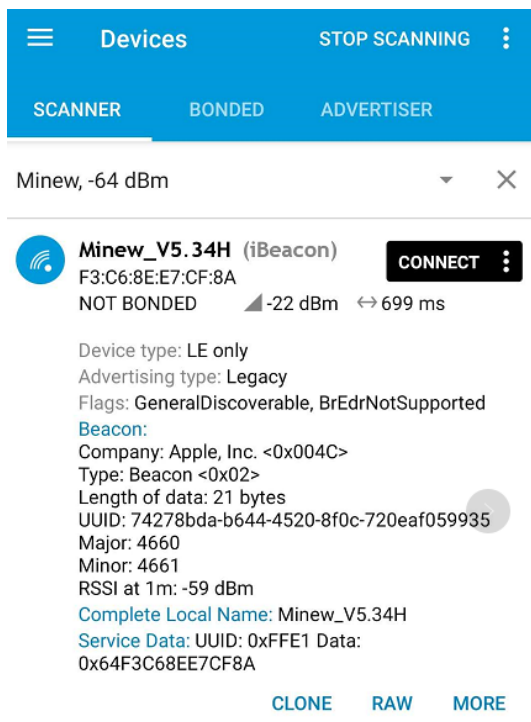 Devices STOP SCANNING
SCANNER BONDED ADVERTISER
Minew, -64 dBm
Minew_V5.34H (iBeacon)
CONNECT
F3:C6:8E:E7:CF:8A
NOT BONDED -22 dBm 699 ms
Device type: LE only
Advertising type: Legacy
Flags: GeneralDiscoverable, BrEdrNotSupported
Beacon:
Company: Apple, Inc. <0x004C>
Type: Beacon <0x02>
Length of data: 21 bytes
UUID: 74278bda-b644-4520-8f0c-720eaf059935
Major: 4660
Minor: 4661
RSSI at 1m: -59 dBm
Complete Local Name: Minew_V5.34H
Service Data: UUID: 0xFFE1 Data:
0x64F3C68EE7CF8A
CLONE RAW MORE